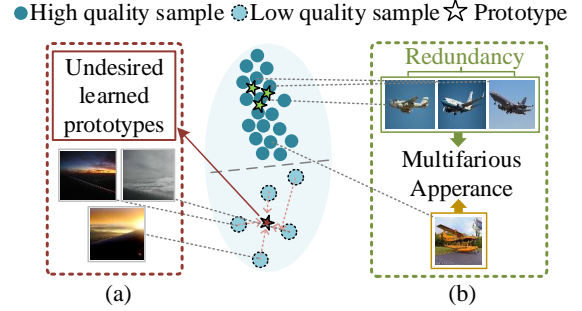 High quality sample Low quality sample Prototype
Undesired
learned
prototypes
Redundancy
Multifarious
Apperance
(a)
(b)